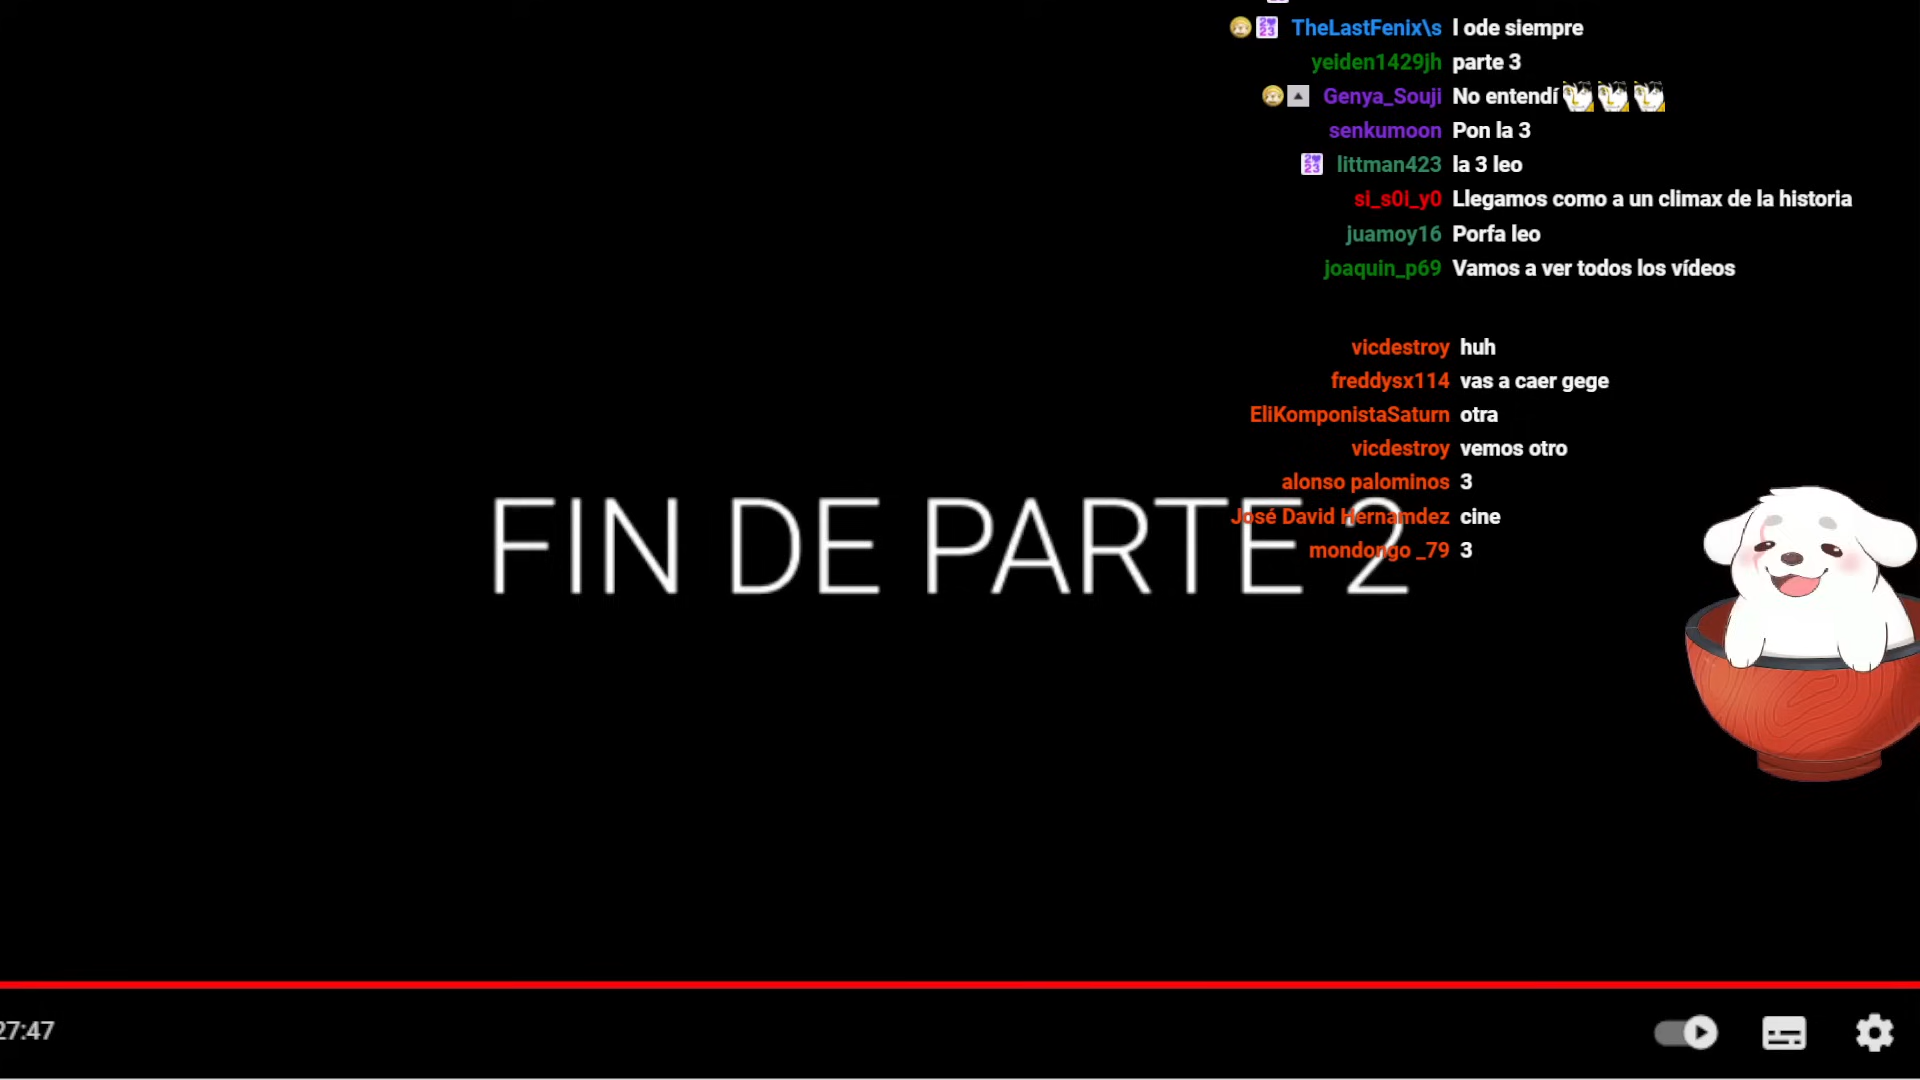 TheLastFenix\s l ode siempre
yeiden1429jh parte 3
Genya_Souji No entendí
senkumoon Pon la 3
littman423 la 3 leo
si_s0i_y0 Llegamos como a un climax de la historia
juamoy16 Porfa leo
joaquin_p69 Vamos a ver todos los vídeos
vicdestroy huh
freddysx114 vas a caer gege
EliKomponistaSaturn otra
vicdestroy vemos otro
alonso palominos 3
José David Hernamdez cine
mondongo _79 3
FIN DE PARTE 2
27:47